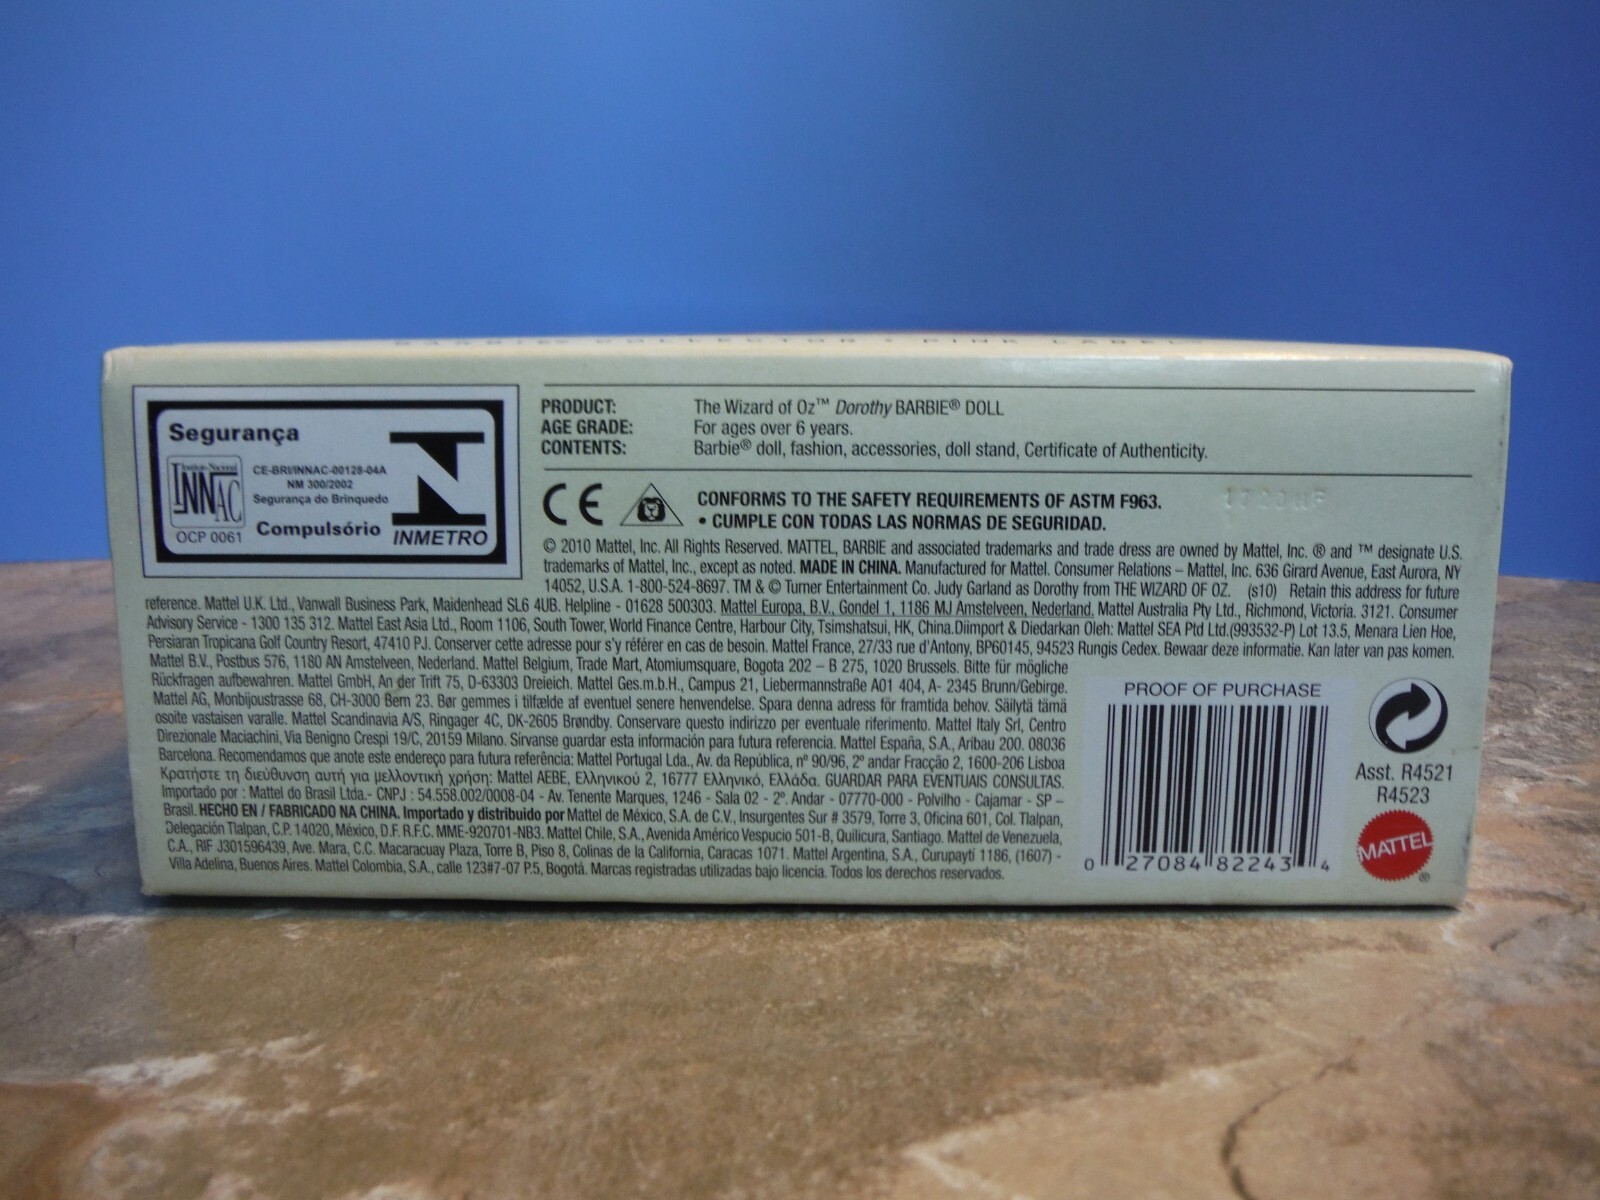 BARBIE COLLECTOR • PINK LABEL
Segurança
Instituto Nacional
INNAC
OCP 0061
CE-BRI/INNAC-00128-04A
NM 300/2002
Segurança do Brinquedo
Compulsório
INMETRO
PRODUCT: The Wizard of Oz™ Dorothy BARBIE® DOLL
AGE GRADE: For ages over 6 years.
CONTENTS: Barbie® doll, fashion, accessories, doll stand, Certificate of Authenticity.
CE
CONFORMS TO THE SAFETY REQUIREMENTS OF ASTM F963.
• CUMPLE CON TODAS LAS NORMAS DE SEGURIDAD.
© 2010 Mattel, Inc. All Rights Reserved. MATTEL, BARBIE and associated trademarks and trade dress are owned by Mattel, Inc. ® and ™ designate U.S.
trademarks of Mattel, Inc., except as noted. MADE IN CHINA. Manufactured for Mattel. Consumer Relations – Mattel, Inc. 636 Girard Avenue, East Aurora, NY
14052, U.S.A. 1-800-524-8697. TM & © Turner Entertainment Co. Judy Garland as Dorothy from THE WIZARD OF OZ. (s10) Retain this address for future
reference. Mattel U.K. Ltd., Vanwall Business Park, Maidenhead SL6 4UB. Helpline - 01628 500303. Mattel Europa, B.V., Gondel 1, 1186 MJ Amstelveen, Nederland, Mattel Australia Pty Ltd., Richmond, Victoria. 3121. Consumer
Advisory Service - 1300 135 312. Mattel East Asia Ltd., Room 1106, South Tower, World Finance Centre, Harbour City, Tsimshatsui, HK, China.Diimport & Diedarkan Oleh: Mattel SEA Ptd Ltd.(993532-P) Lot 13.5, Menara Lien Hoe,
Persiaran Tropicana Golf Country Resort, 47410 PJ. Conserver cette adresse pour s'y référer en cas de besoin. Mattel France, 27/33 rue d'Antony, BP60145, 94523 Rungis Cedex. Bewaar deze informatie. Kan later van pas komen.
Mattel B.V., Postbus 576, 1180 AN Amstelveen, Nederland. Mattel Belgium, Trade Mart, Atomiumsquare, Bogota 202 – B 275, 1020 Brussels. Bitte für mögliche
Rückfragen aufbewahren. Mattel GmbH, An der Trift 75, D-63303 Dreieich. Mattel Ges.m.b.H., Campus 21, Liebermannstraße A01 404, A- 2345 Brunn/Gebirge.
Mattel AG, Monbijoustrasse 68, CH-3000 Bern 23. Bør gemmes i tilfælde af eventuel senere henvendelse. Spara denna adress för framtida behov. Säilytä tämä
osoite vastaisen varalle. Mattel Scandinavia A/S, Ringager 4C, DK-2605 Brøndby. Conservare questo indirizzo per eventuale riferimento. Mattel Italy Srl, Centro
Direzionale Maciachini, Via Benigno Crespi 19/C, 20159 Milano. Sírvanse guardar esta información para futura referencia. Mattel España, S.A., Aribau 200. 08036
Barcelona. Recomendamos que anote este endereço para futura referência: Mattel Portugal Lda., Av. da República, nº 90/96, 2º andar Fracção 2, 1600-206 Lisboa
Κρατήστε τη διεύθυνση αυτή για μελλοντική χρήση: Mattel AEBE, Ελληνικού 2, 16777 Ελληνικό, Ελλάδα. GUARDAR PARA EVENTUAIS CONSULTAS.
Importado por : Mattel do Brasil Ltda.- CNPJ : 54.558.002/0008-04 - Av. Tenente Marques, 1246 - Sala 02 - 2º. Andar - 07770-000 - Polvilho - Cajamar - SP –
Brasil. HECHO EN / FABRICADO NA CHINA. Importado y distribuido por Mattel de México, S.A. de C.V., Insurgentes Sur # 3579, Torre 3, Oficina 601, Col. Tlalpan,
Delegación Tlalpan, C.P. 14020, México, D.F. R.F.C. MME-920701-NB3. Mattel Chile, S.A., Avenida Américo Vespucio 501-B, Quilicura, Santiago. Mattel de Venezuela,
C.A., RIF J301596439, Ave. Mara, C.C. Macaracuay Plaza, Torre B, Piso 8, Colinas de la California, Caracas 1071. Mattel Argentina, S.A., Curupaytí 1186, (1607) -
Villa Adelina, Buenos Aires. Mattel Colombia, S.A., calle 123#7-07 P.5, Bogotá. Marcas registradas utilizadas bajo licencia. Todos los derechos reservados.
PROOF OF PURCHASE
0 27084 82243 4
Asst. R4521
R4523
MATTEL
®